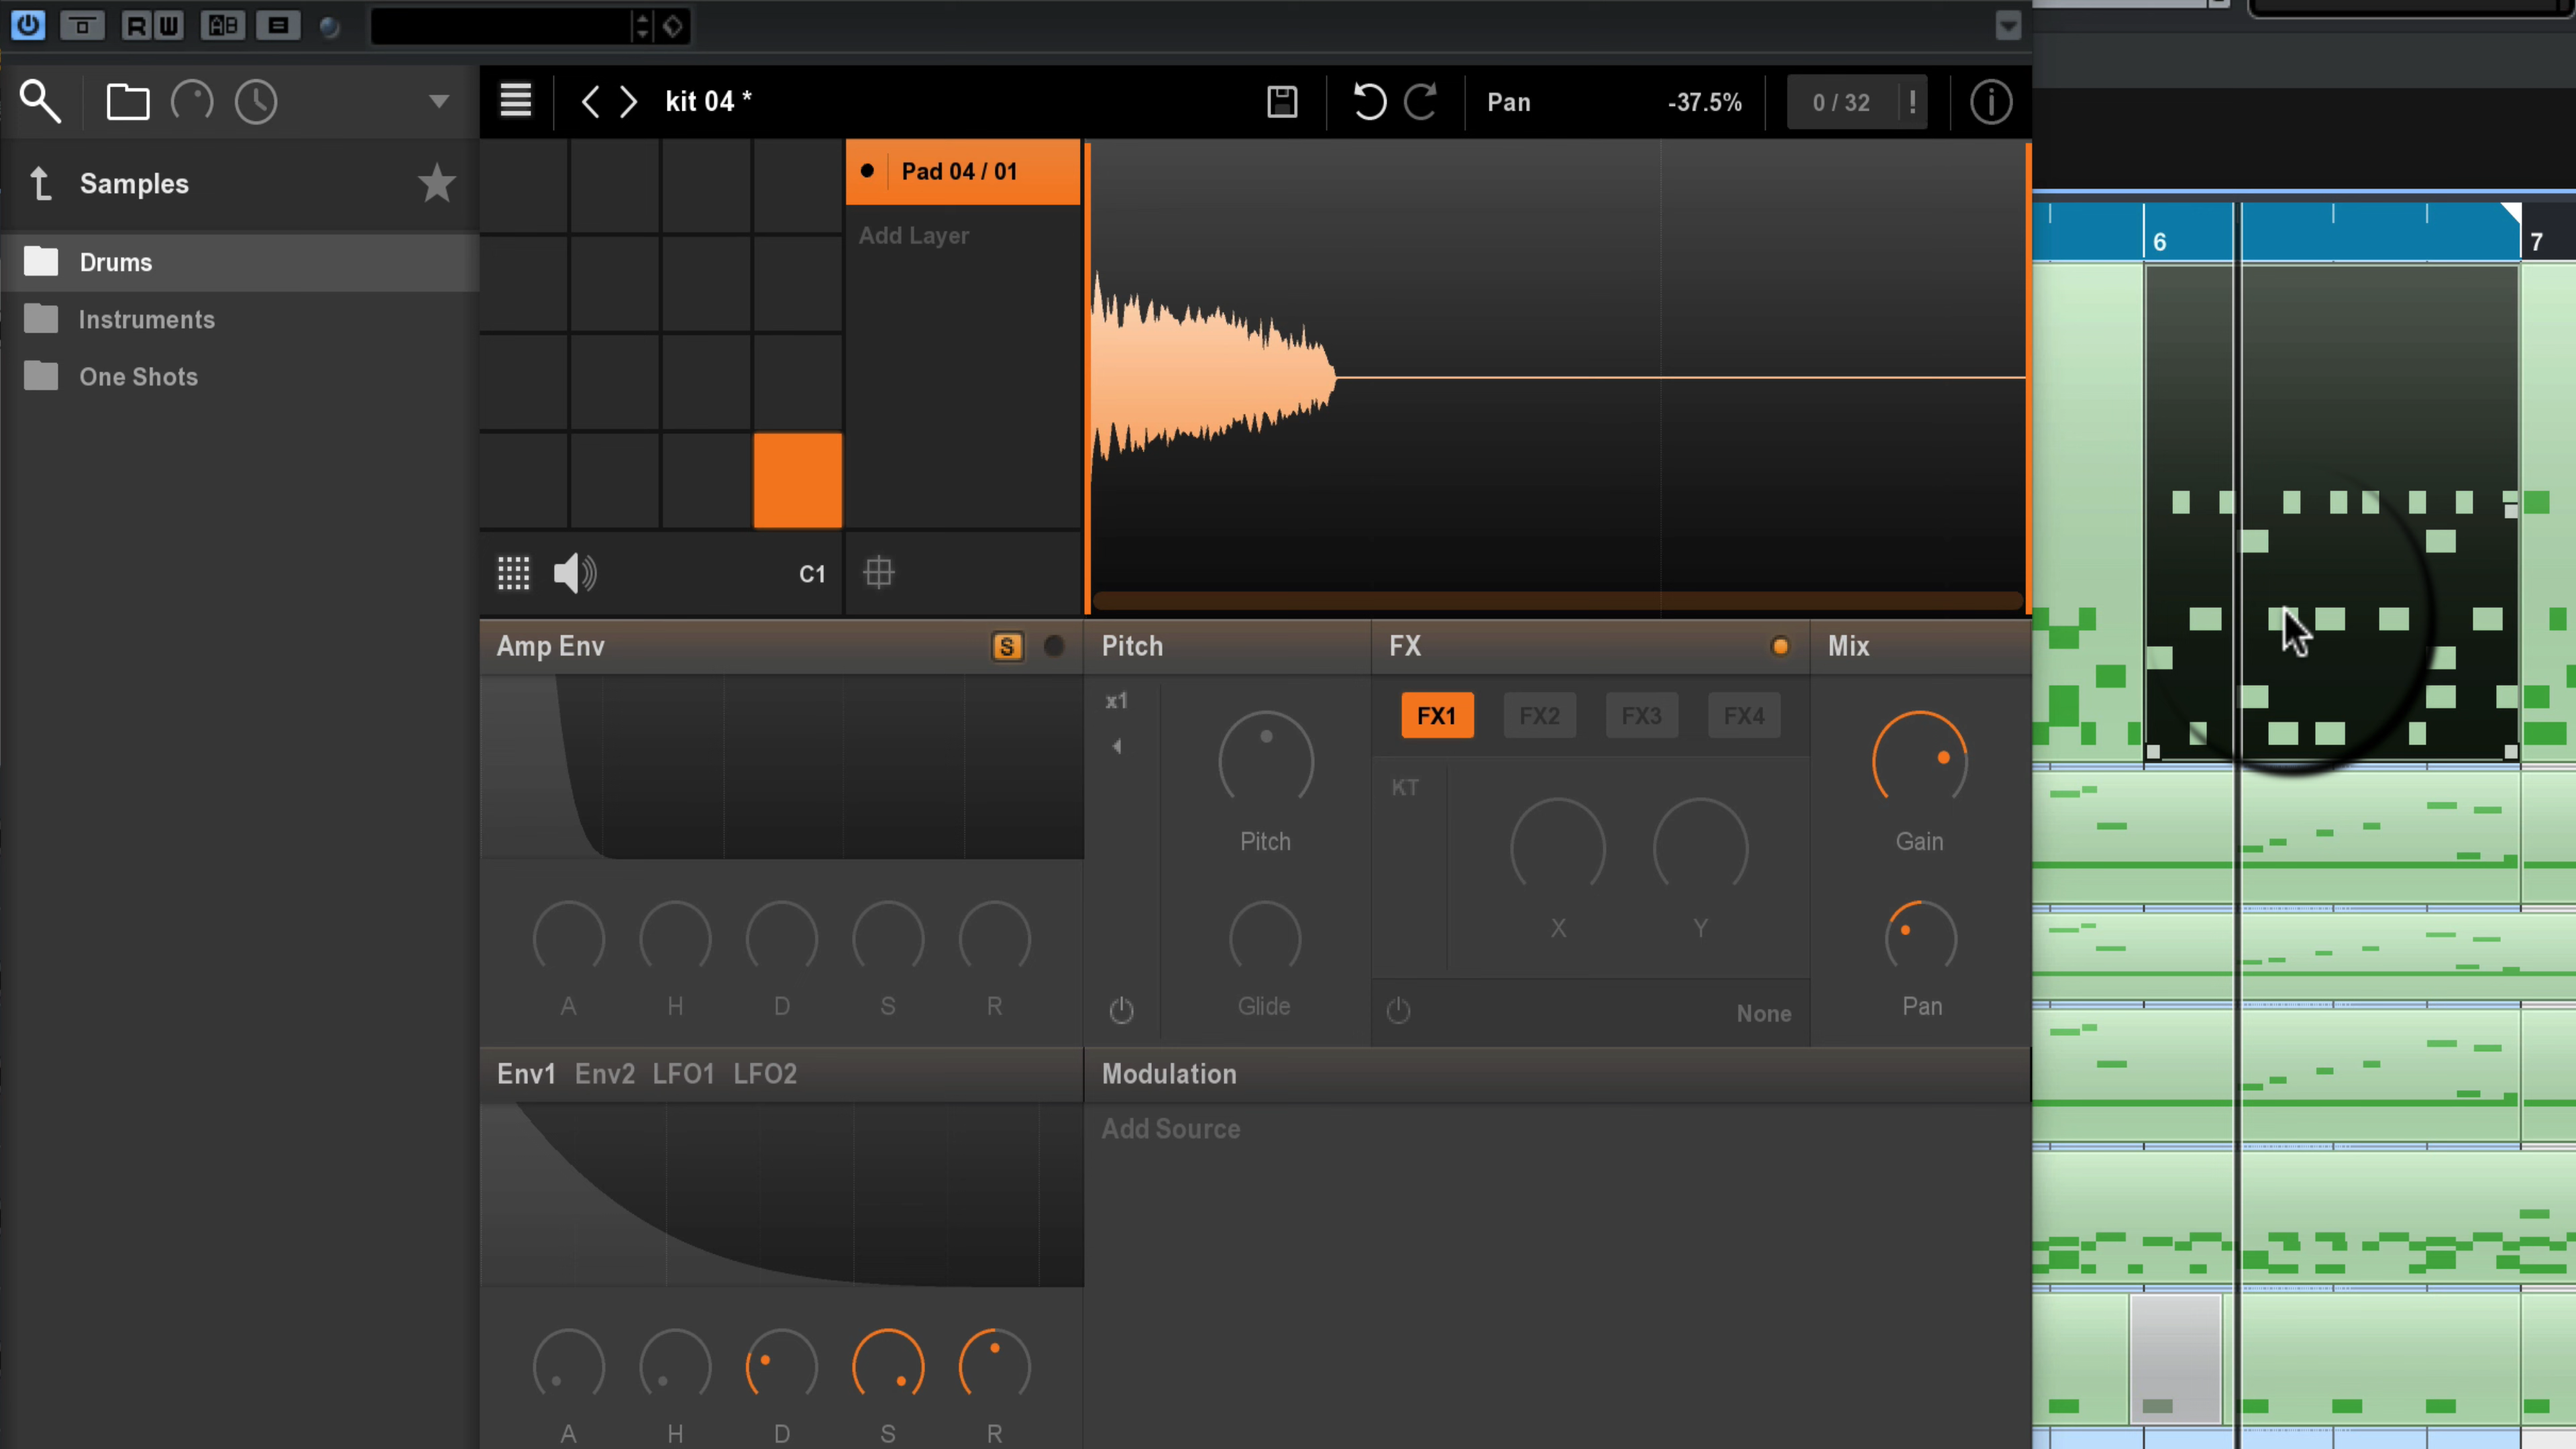 R W AB
kit 04 *
Pan -37.5% 0 / 32 !
Samples
Drums
Instruments
One Shots
Pad 04 / 01
Add Layer
C1
6 7
Amp Env S
Pitch
FX
Mix
x1
FX1 FX2 FX3 FX4
KT
Pitch
Gain
X Y
A H D S R
Glide
None
Pan
Env1 Env2 LFO1 LFO2
Modulation
Add Source
A H D S R